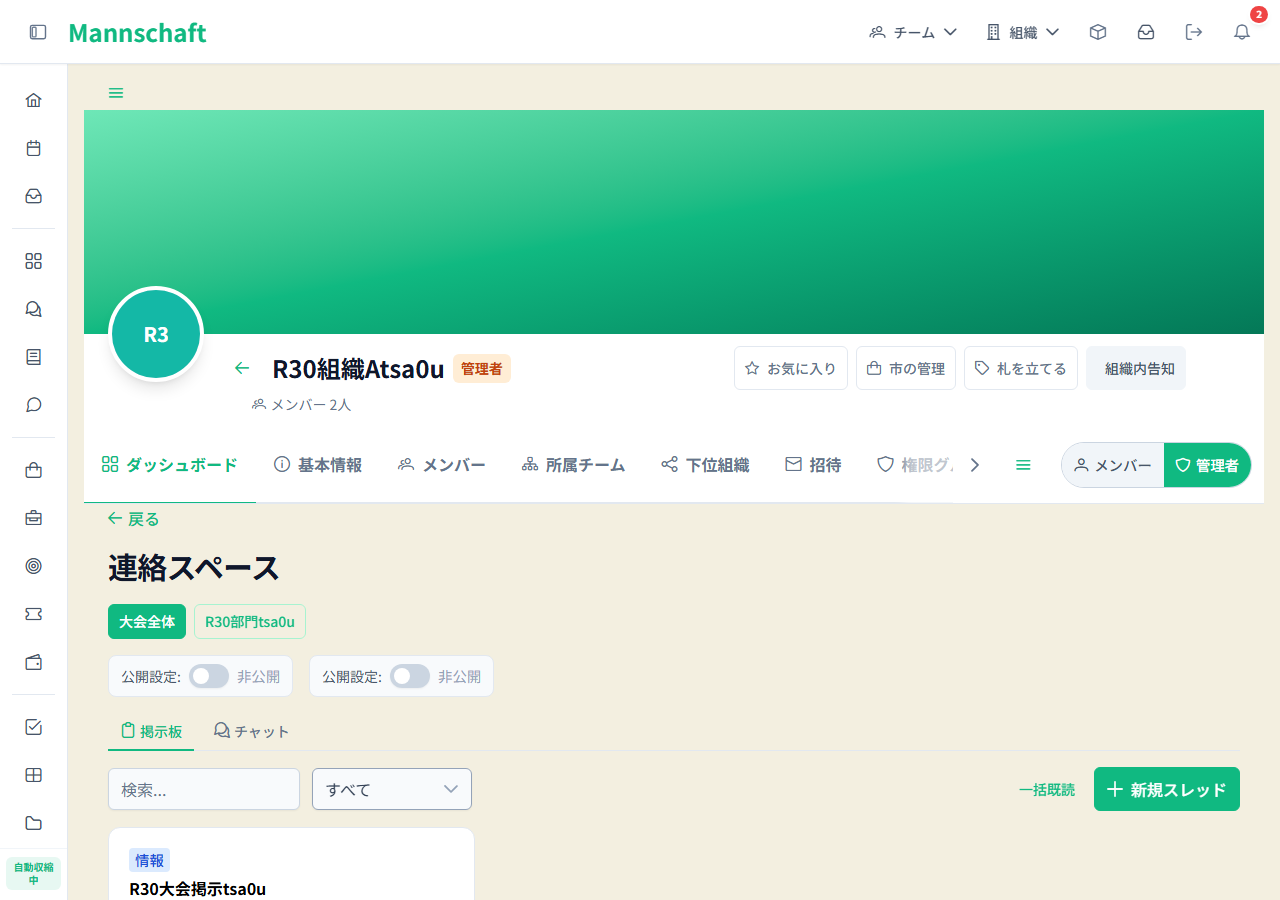 Mannschaft
チーム
組織
2
R3
R30組織Atsa0u
管理者
メンバー 2人
お気に入り
市の管理
札を立てる
組織内告知
ダッシュボード
基本情報
メンバー
所属チーム
下位組織
招待
権限グ
メンバー
管理者
戻る
連絡スペース
大会全体
R30部門tsa0u
公開設定:
非公開
公開設定:
非公開
掲示板
チャット
検索...
すべて
一括既読
新規スレッド
情報
R30大会掲示tsa0u
自動収縮
中